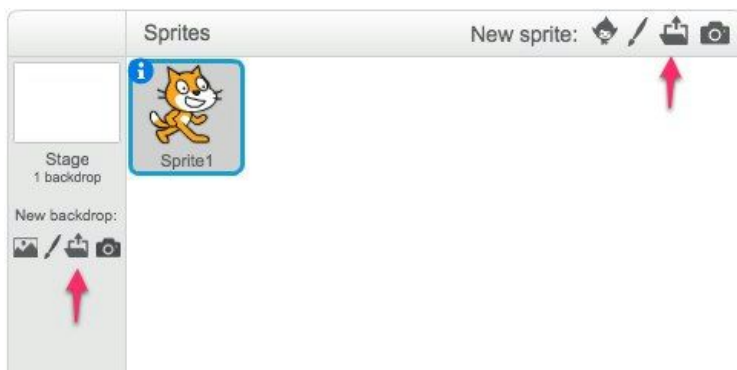 Sprites
New sprite:
i
Sprite1
Stage
1 backdrop
New backdrop: